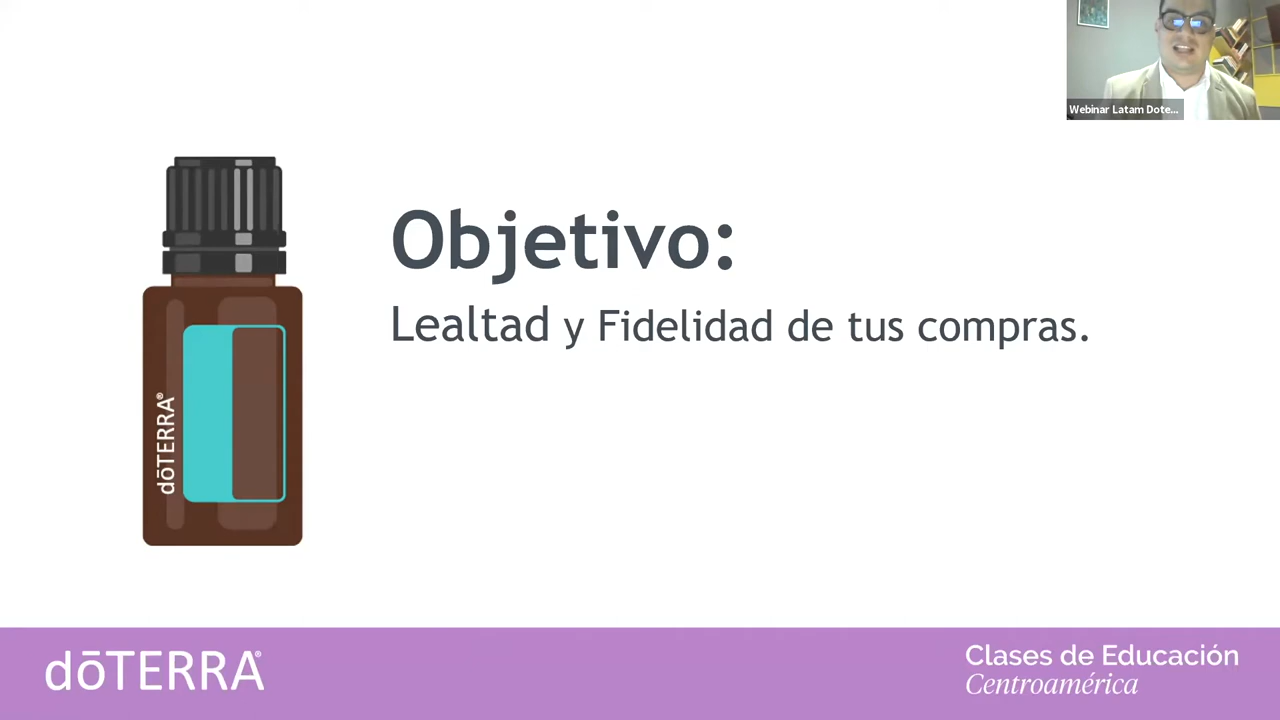 Webinar Latam Dote...
Objetivo:
Lealtad y Fidelidad de tus compras.
dōTERRA®
dōTERRA®
Clases de Educación
Centroamérica